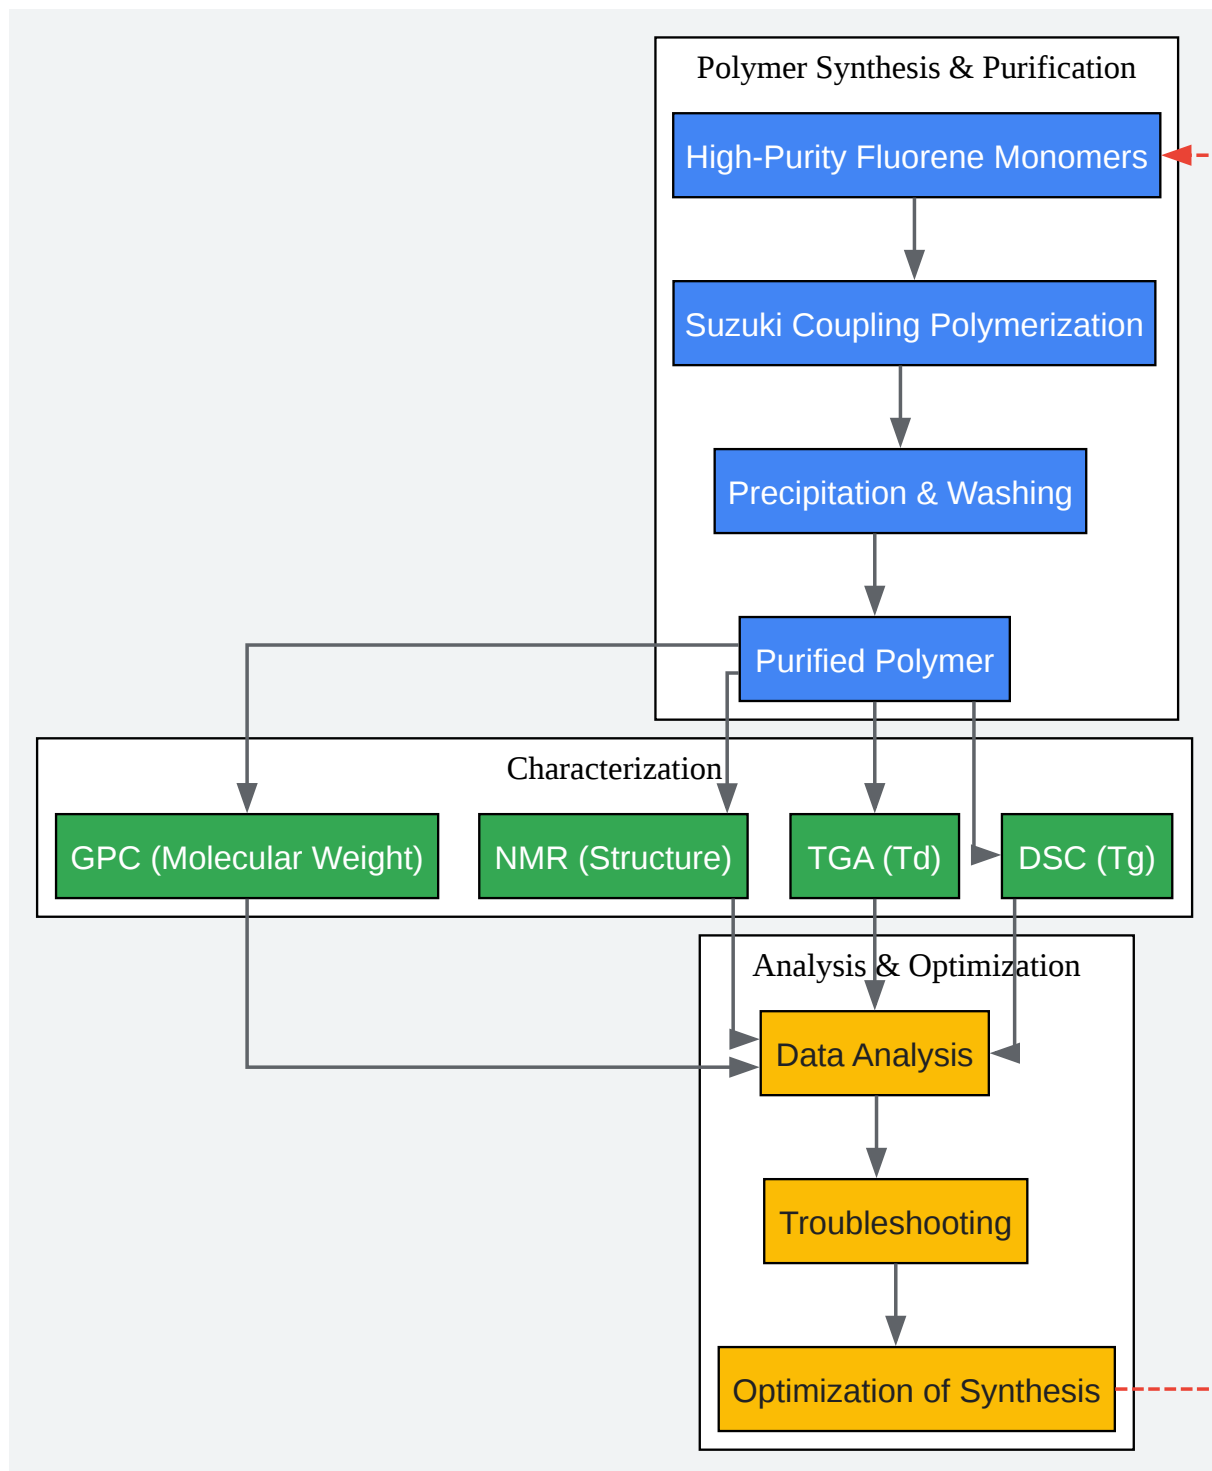 Polymer Synthesis & Purification
High-Purity Fluorene Monomers
Suzuki Coupling Polymerization
Precipitation & Washing
Purified Polymer
Characterization
GPC (Molecular Weight)
NMR (Structure)
TGA (Td)
DSC (Tg)
Analysis & Optimization
Data Analysis
Troubleshooting
Optimization of Synthesis